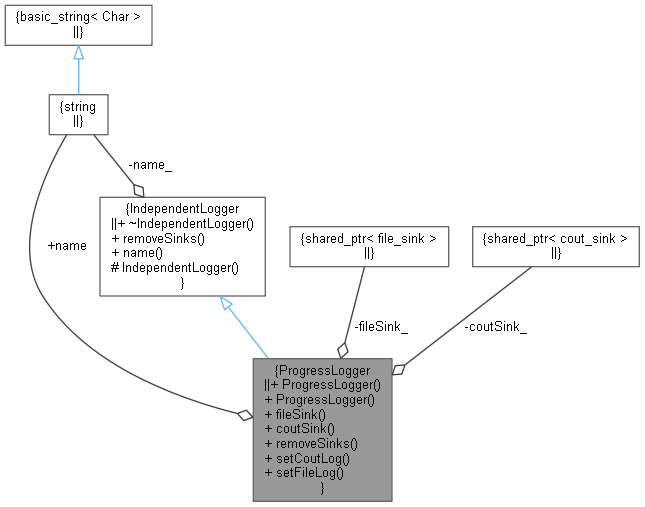 {basic_string< Char >
||}
{string
||}
-name_
{IndependentLogger
||+ ~IndependentLogger()
+ removeSinks()
+ name()
# IndependentLogger()
}
+name
{shared_ptr< file_sink >
||}
{shared_ptr< cout_sink >
||}
-fileSink_
-coutSink_
{ProgressLogger
||+ ProgressLogger()
+ ProgressLogger()
+ fileSink()
+ coutSink()
+ removeSinks()
+ setCoutLog()
+ setFileLog()
}